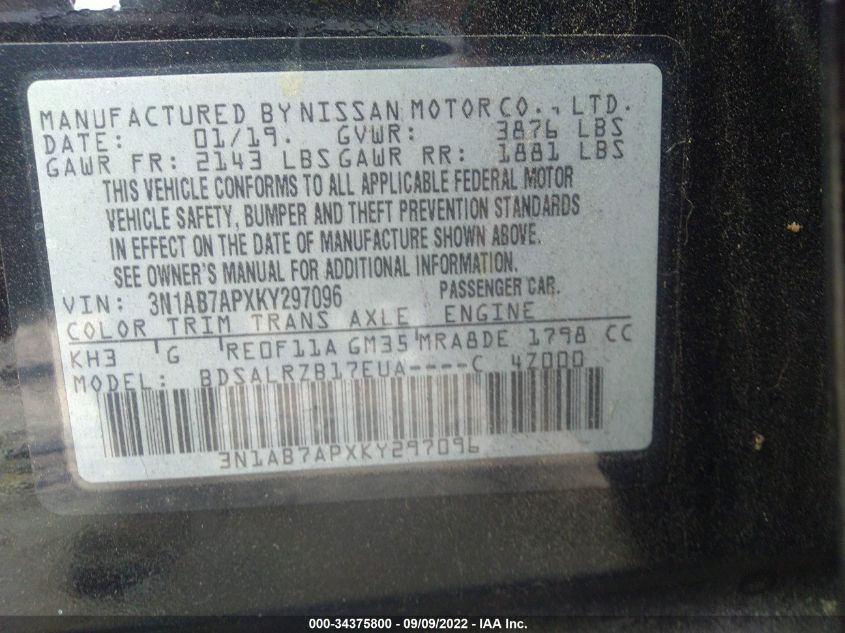 MANUFACTURED BY NISSAN MOTOR CO., LTD.
DATE: 01/19. GVWR: 3876 LBS
GAWR FR: 2143 LBS GAWR RR: 1881 LBS
THIS VEHICLE CONFORMS TO ALL APPLICABLE FEDERAL MOTOR
VEHICLE SAFETY, BUMPER AND THEFT PREVENTION STANDARDS
IN EFFECT ON THE DATE OF MANUFACTURE SHOWN ABOVE.
SEE OWNER'S MANUAL FOR ADDITIONAL INFORMATION.
VIN: 3N1AB7APXKY297096 PASSENGER CAR.
COLOR TRIM TRANS AXLE ENGINE
KH3 G RE0F11A GM35 MRA8DE 1798 CC
MODEL: BDSALRZB17EUA----C 4Z000
3N1AB7APXKY297096
000-34375800 - 09/09/2022 - IAA Inc.